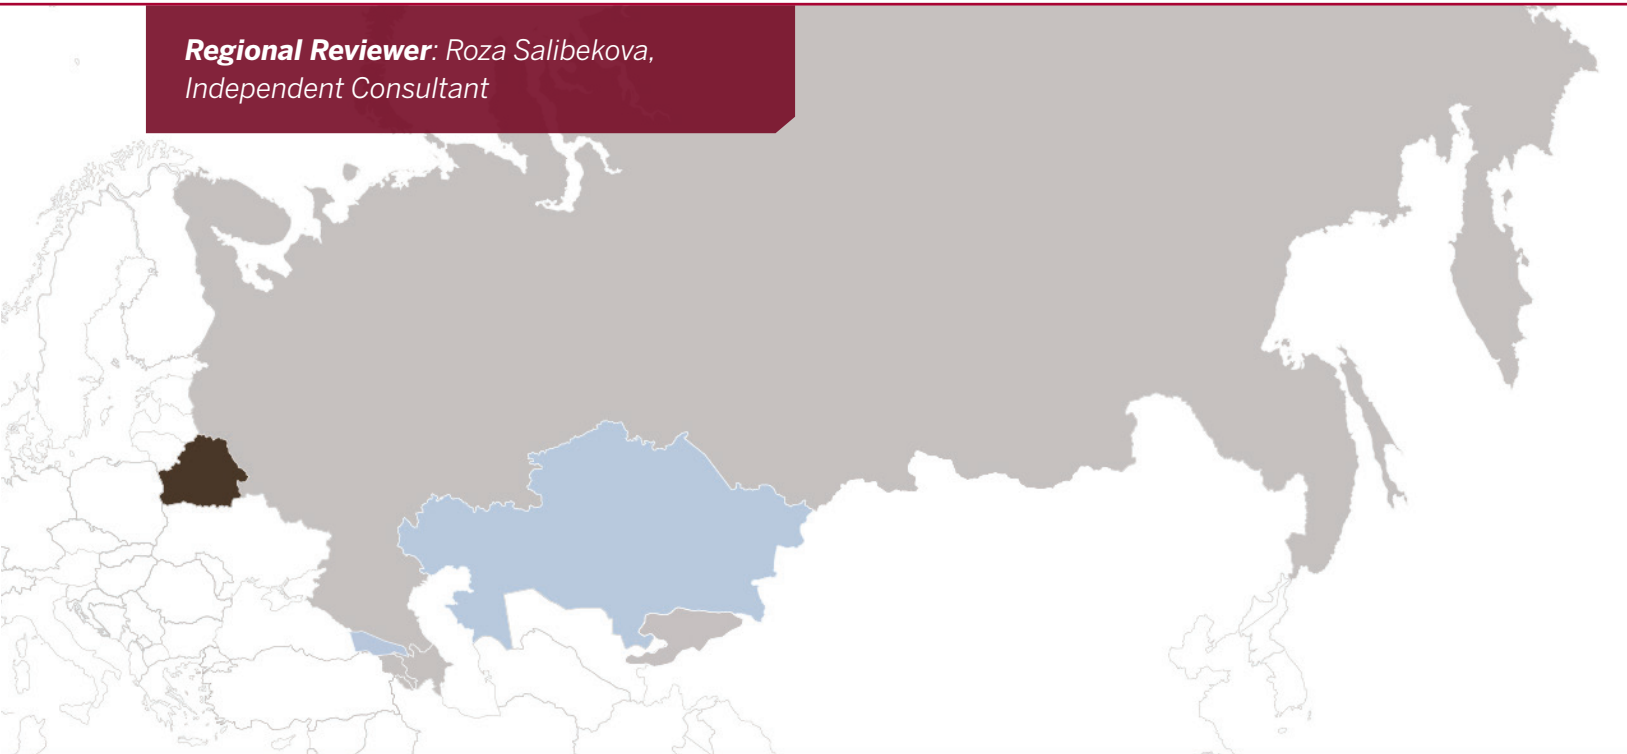 Regional Reviewer: Roza Salibekova,
Independent Consultant